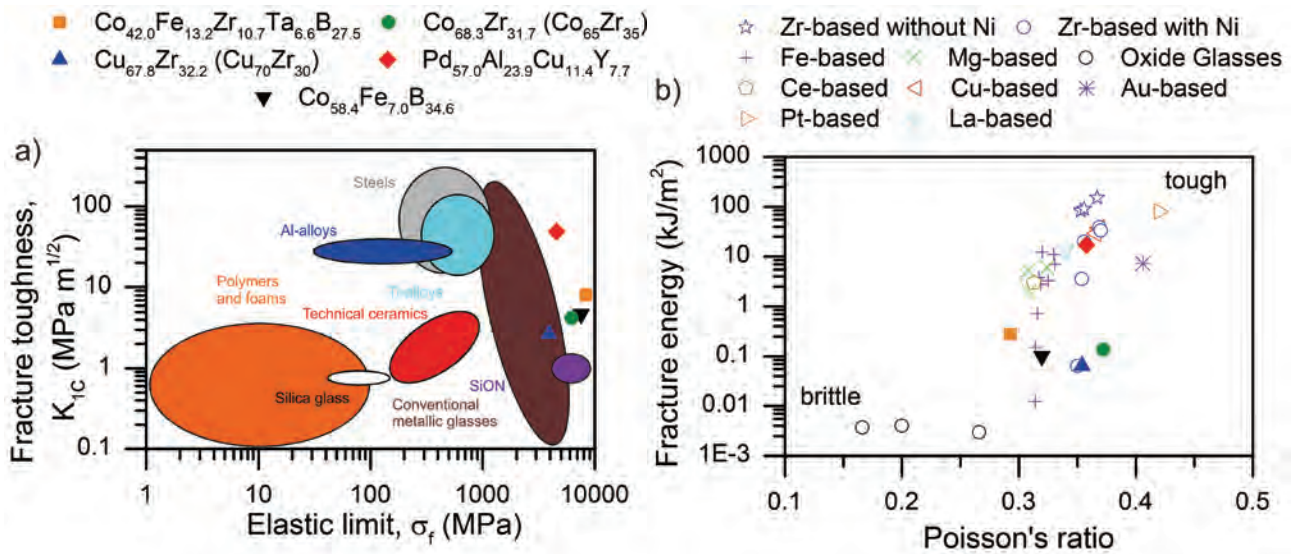 Co42.0Fe13.2Zr10.7Ta6.6B27.5
Co68.3Zr31.7 (Co65Zr35)
Cu67.8Zr32.2 (Cu70Zr30)
Pd57.0Al23.9Cu11.4Y7.7
Co58.4Fe7.0B34.6
a)
Fracture toughness,
K1C (MPa m1/2)
100
10
1
0.1
Steels
Al-alloys
Ti-alloys
Polymers
and foams
Technical ceramics
SiON
Silica glass
Conventional
metallic glasses
1
10
100
1000
10000
Elastic limit, σf (MPa)
b)
Zr-based without Ni
Zr-based with Ni
Fe-based
Mg-based
Oxide Glasses
Ce-based
Cu-based
Au-based
Pt-based
La-based
Fracture energy (kJ/m2)
1000
100
10
1
0.1
0.01
1E-3
tough
brittle
0.1
0.2
0.3
0.4
0.5
Poisson's ratio